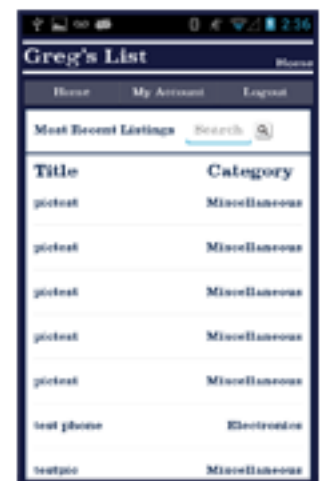 2:36
Greg's List
Home
Home My Account Logout
Most Recent Listings Search
Title Category
pictest Miscellaneous
pictest Miscellaneous
pictest Miscellaneous
pictest Miscellaneous
pictest Miscellaneous
test phone Electronics
testpic Miscellaneous